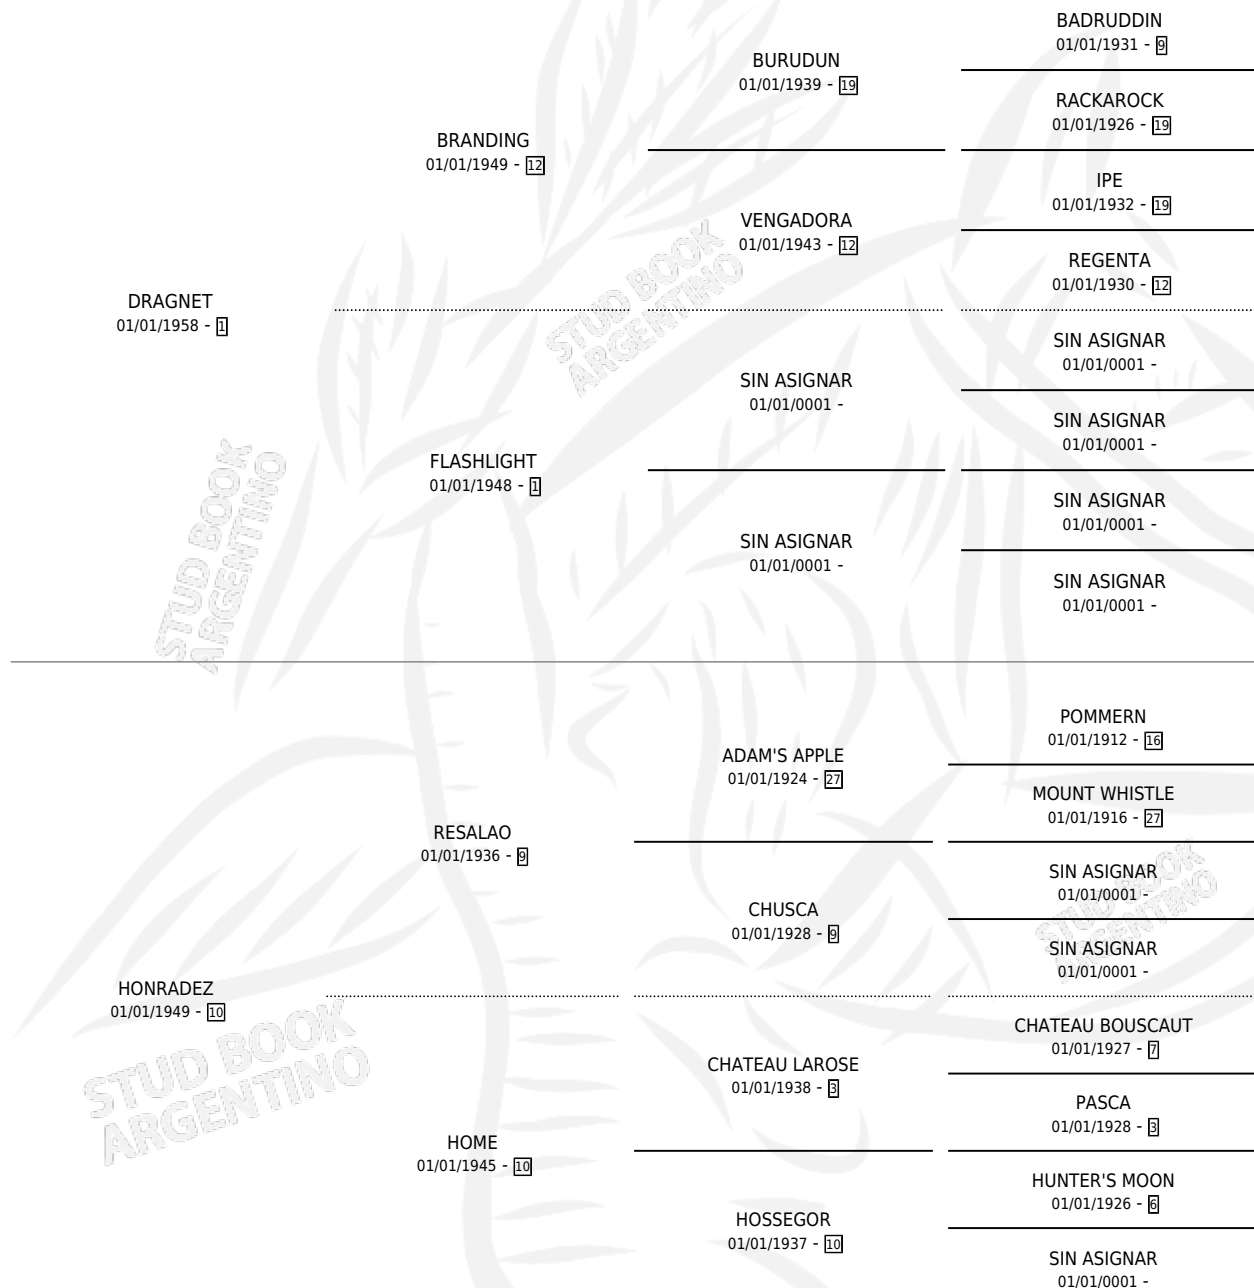 BADRUDDIN
01/01/1931 - 9
BURUDUN
01/01/1939 - 19
RACKAROCK
01/01/1926 - 19
BRANDING
01/01/1949 - 12
IPE
01/01/1932 - 19
VENGADORA
01/01/1943 - 12
REGENTA
01/01/1930 - 12
DRAGNET
01/01/1958 - 1
SIN ASIGNAR
01/01/0001 -
SIN ASIGNAR
01/01/0001 -
SIN ASIGNAR
01/01/0001 -
FLASHLIGHT
01/01/1948 - 1
SIN ASIGNAR
01/01/0001 -
SIN ASIGNAR
01/01/0001 -
SIN ASIGNAR
01/01/0001 -
STUD BOOK
ARGENTINO
STUD BOOK
ARGENTINO
POMMERN
01/01/1912 - 16
ADAM'S APPLE
01/01/1924 - 27
MOUNT WHISTLE
01/01/1916 - 27
RESALAO
01/01/1936 - 9
SIN ASIGNAR
01/01/0001 -
CHUSCA
01/01/1928 - 9
SIN ASIGNAR
01/01/0001 -
STUD BOOK
ARGENTINO
HONRADEZ
01/01/1949 - 10
CHATEAU BOUSCAUT
01/01/1927 - 7
CHATEAU LAROSE
01/01/1938 - 3
PASCA
01/01/1928 - 3
HOME
01/01/1945 - 10
HUNTER'S MOON
01/01/1926 - 6
HOSSEGOR
01/01/1937 - 10
SIN ASIGNAR
01/01/0001 -
STUD BOOK
ARGENTINO